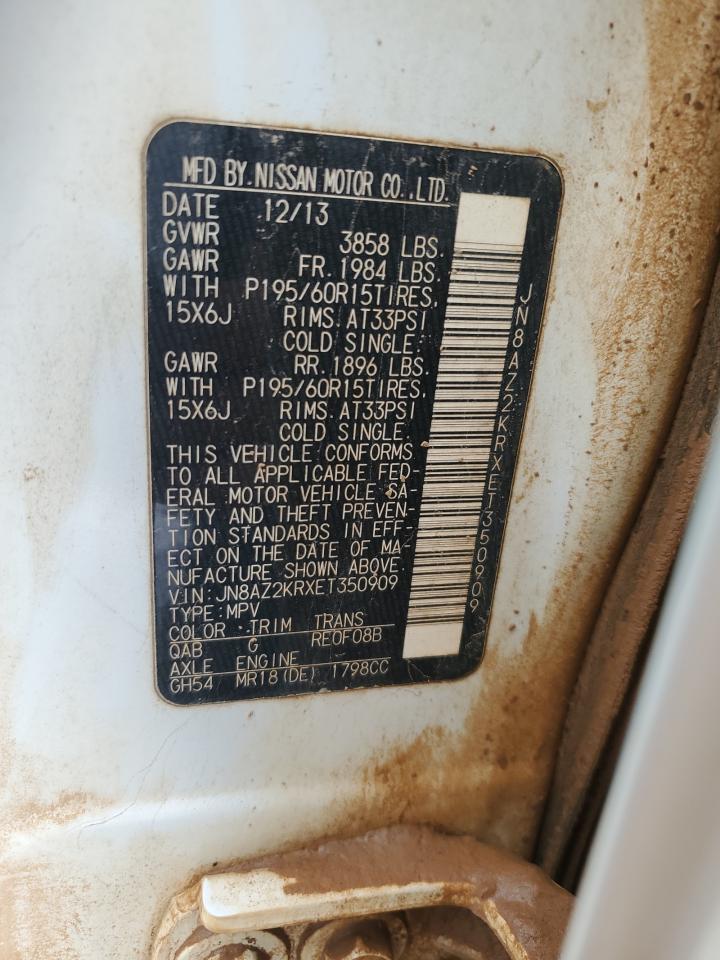 MFD BY NISSAN MOTOR CO.,LTD.
DATE 12/13
GVWR 3858 LBS.
GAWR FR. 1984 LBS.
WITH P195/60R15TIRES,
15X6J RIMS. AT33PSI
COLD SINGLE.
GAWR RR. 1896 LBS.
WITH P195/60R15TIRES,
15X6J RIMS. AT33PSI
COLD SINGLE.
THIS VEHICLE CONFORMS
TO ALL APPLICABLE FED-
ERAL MOTOR VEHICLE SA-
FETY AND THEFT PREVEN-
TION STANDARDS IN EFF-
ECT ON THE DATE OF MA-
NUFACTURE SHOWN ABOVE.
VIN:JN8AZ2KRXET350909
TYPE:MPV
COLOR TRIM TRANS
QAB G RE0F08B
AXLE ENGINE
GH54 MR18(DE) 1798CC
JN8AZ2KRXET350909